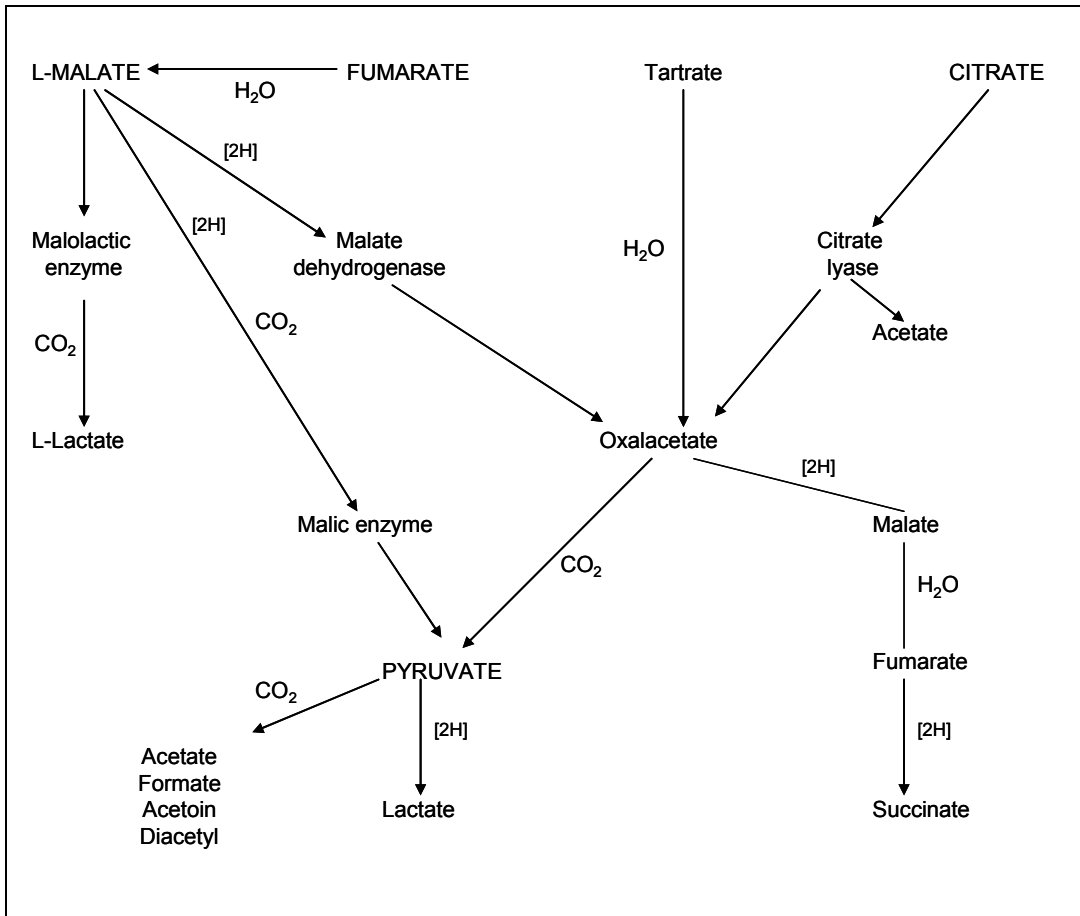 L-MALATE
FUMARATE
Tartrate
CITRATE
H₂O
[2H]
[2H]
Malolactic
enzyme
Malate
dehydrogenase
H₂O
Citrate
lyase
CO₂
CO₂
Acetate
L-Lactate
Oxalacetate
[2H]
Malic enzyme
Malate
CO₂
H₂O
PYRUVATE
Fumarate
CO₂
[2H]
[2H]
Acetate
Formate
Acetoin
Diacetyl
Lactate
Succinate